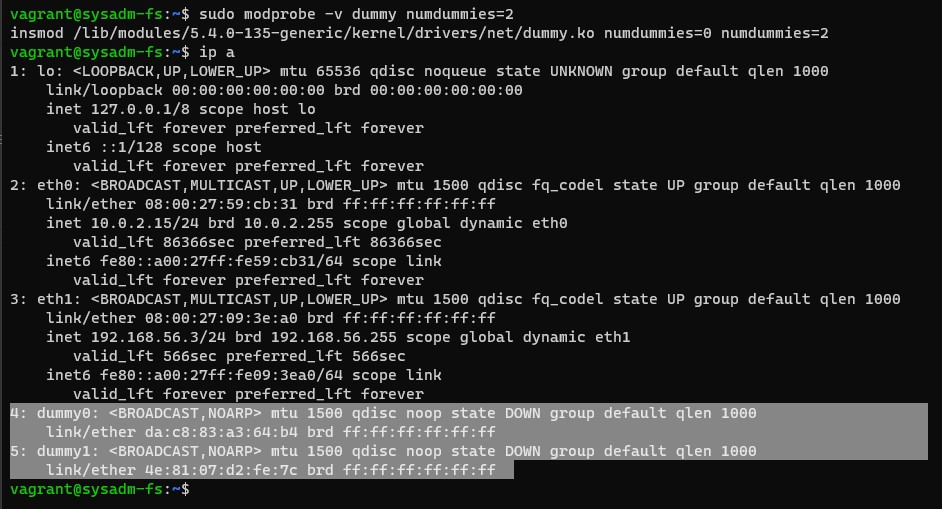 vagrant@sysadm-fs:~$ sudo modprobe -v dummy numdummies=2
insmod /lib/modules/5.4.0-135-generic/kernel/drivers/net/dummy.ko numdummies=0 numdummies=2
vagrant@sysadm-fs:~$ ip a
1: lo: <LOOPBACK,UP,LOWER_UP> mtu 65536 qdisc noqueue state UNKNOWN group default qlen 1000
    link/loopback 00:00:00:00:00:00 brd 00:00:00:00:00:00
    inet 127.0.0.1/8 scope host lo
       valid_lft forever preferred_lft forever
    inet6 ::1/128 scope host
       valid_lft forever preferred_lft forever
2: eth0: <BROADCAST,MULTICAST,UP,LOWER_UP> mtu 1500 qdisc fq_codel state UP group default qlen 1000
    link/ether 08:00:27:59:cb:31 brd ff:ff:ff:ff:ff:ff
    inet 10.0.2.15/24 brd 10.0.2.255 scope global dynamic eth0
       valid_lft 86366sec preferred_lft 86366sec
    inet6 fe80::a00:27ff:fe59:cb31/64 scope link
       valid_lft forever preferred_lft forever
3: eth1: <BROADCAST,MULTICAST,UP,LOWER_UP> mtu 1500 qdisc fq_codel state UP group default qlen 1000
    link/ether 08:00:27:09:3e:a0 brd ff:ff:ff:ff:ff:ff
    inet 192.168.56.3/24 brd 192.168.56.255 scope global dynamic eth1
       valid_lft 566sec preferred_lft 566sec
    inet6 fe80::a00:27ff:fe09:3ea0/64 scope link
       valid_lft forever preferred_lft forever
4: dummy0: <BROADCAST,NOARP> mtu 1500 qdisc noop state DOWN group default qlen 1000
    link/ether da:c8:83:a3:64:b4 brd ff:ff:ff:ff:ff:ff
5: dummy1: <BROADCAST,NOARP> mtu 1500 qdisc noop state DOWN group default qlen 1000
    link/ether 4e:81:07:d2:fe:7c brd ff:ff:ff:ff:ff:ff
vagrant@sysadm-fs:~$